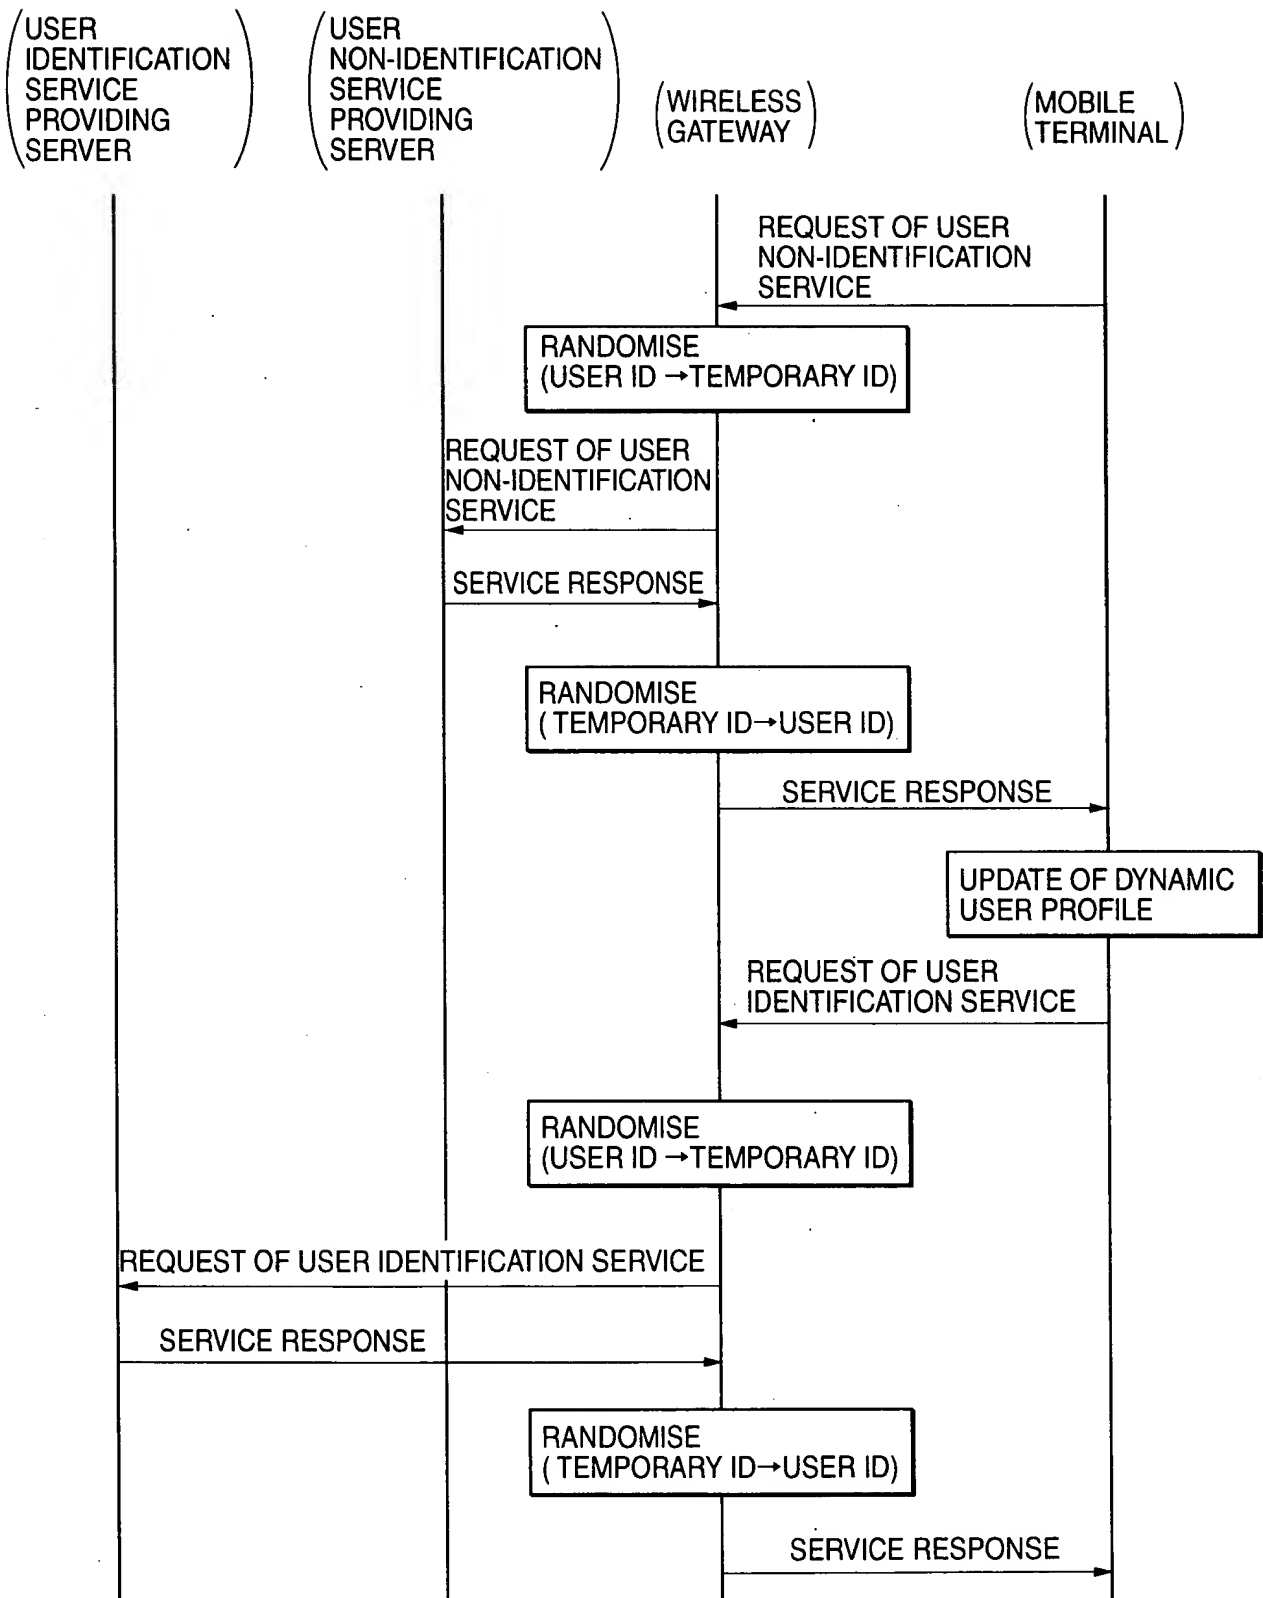 USER
IDENTIFICATION
SERVICE
PROVIDING
SERVER
USER
NON-IDENTIFICATION
SERVICE
PROVIDING
SERVER
WIRELESS
GATEWAY
MOBILE
TERMINAL
REQUEST OF USER
NON-IDENTIFICATION
SERVICE
RANDOMISE
(USER ID →TEMPORARY ID)
REQUEST OF USER
NON-IDENTIFICATION
SERVICE
SERVICE RESPONSE
RANDOMISE
( TEMPORARY ID→USER ID)
SERVICE RESPONSE
UPDATE OF DYNAMIC
USER PROFILE
REQUEST OF USER
IDENTIFICATION SERVICE
RANDOMISE
(USER ID →TEMPORARY ID)
REQUEST OF USER IDENTIFICATION SERVICE
SERVICE RESPONSE
RANDOMISE
( TEMPORARY ID→USER ID)
SERVICE RESPONSE